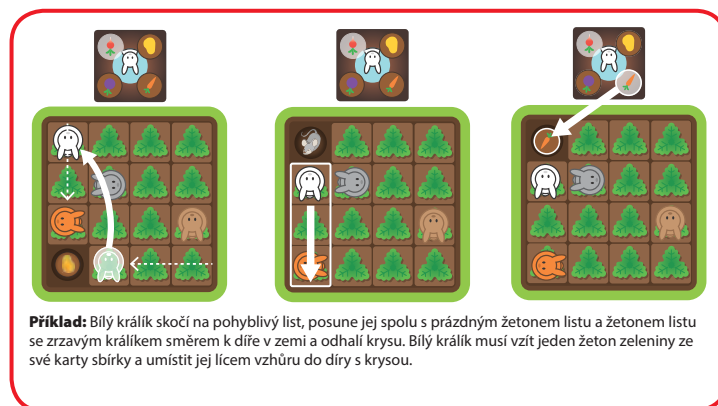 Příklad: Bílý králík skočí na pohyblivý list, posune jej spolu s prázdným žetonem listu a žetonem listu
se zrzavým králíkem směrem k díře v zemi a odhalí krysu. Bílý králík musí vzít jeden žeton zeleniny ze
své karty sbírky a umístit jej lícem vzhůru do díry s krysou.